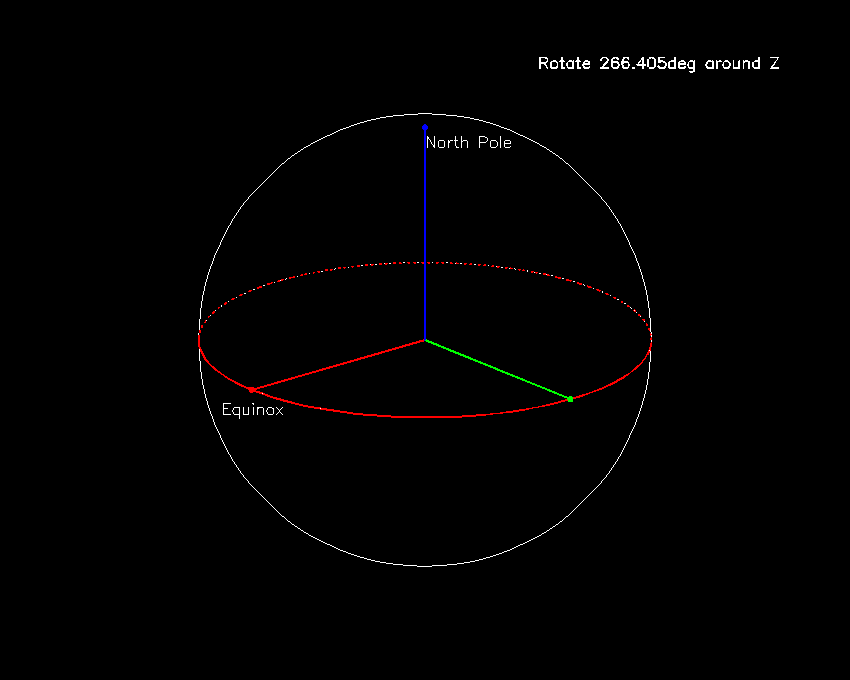 Rotate 266.405deg around Z
North Pole
Equinox